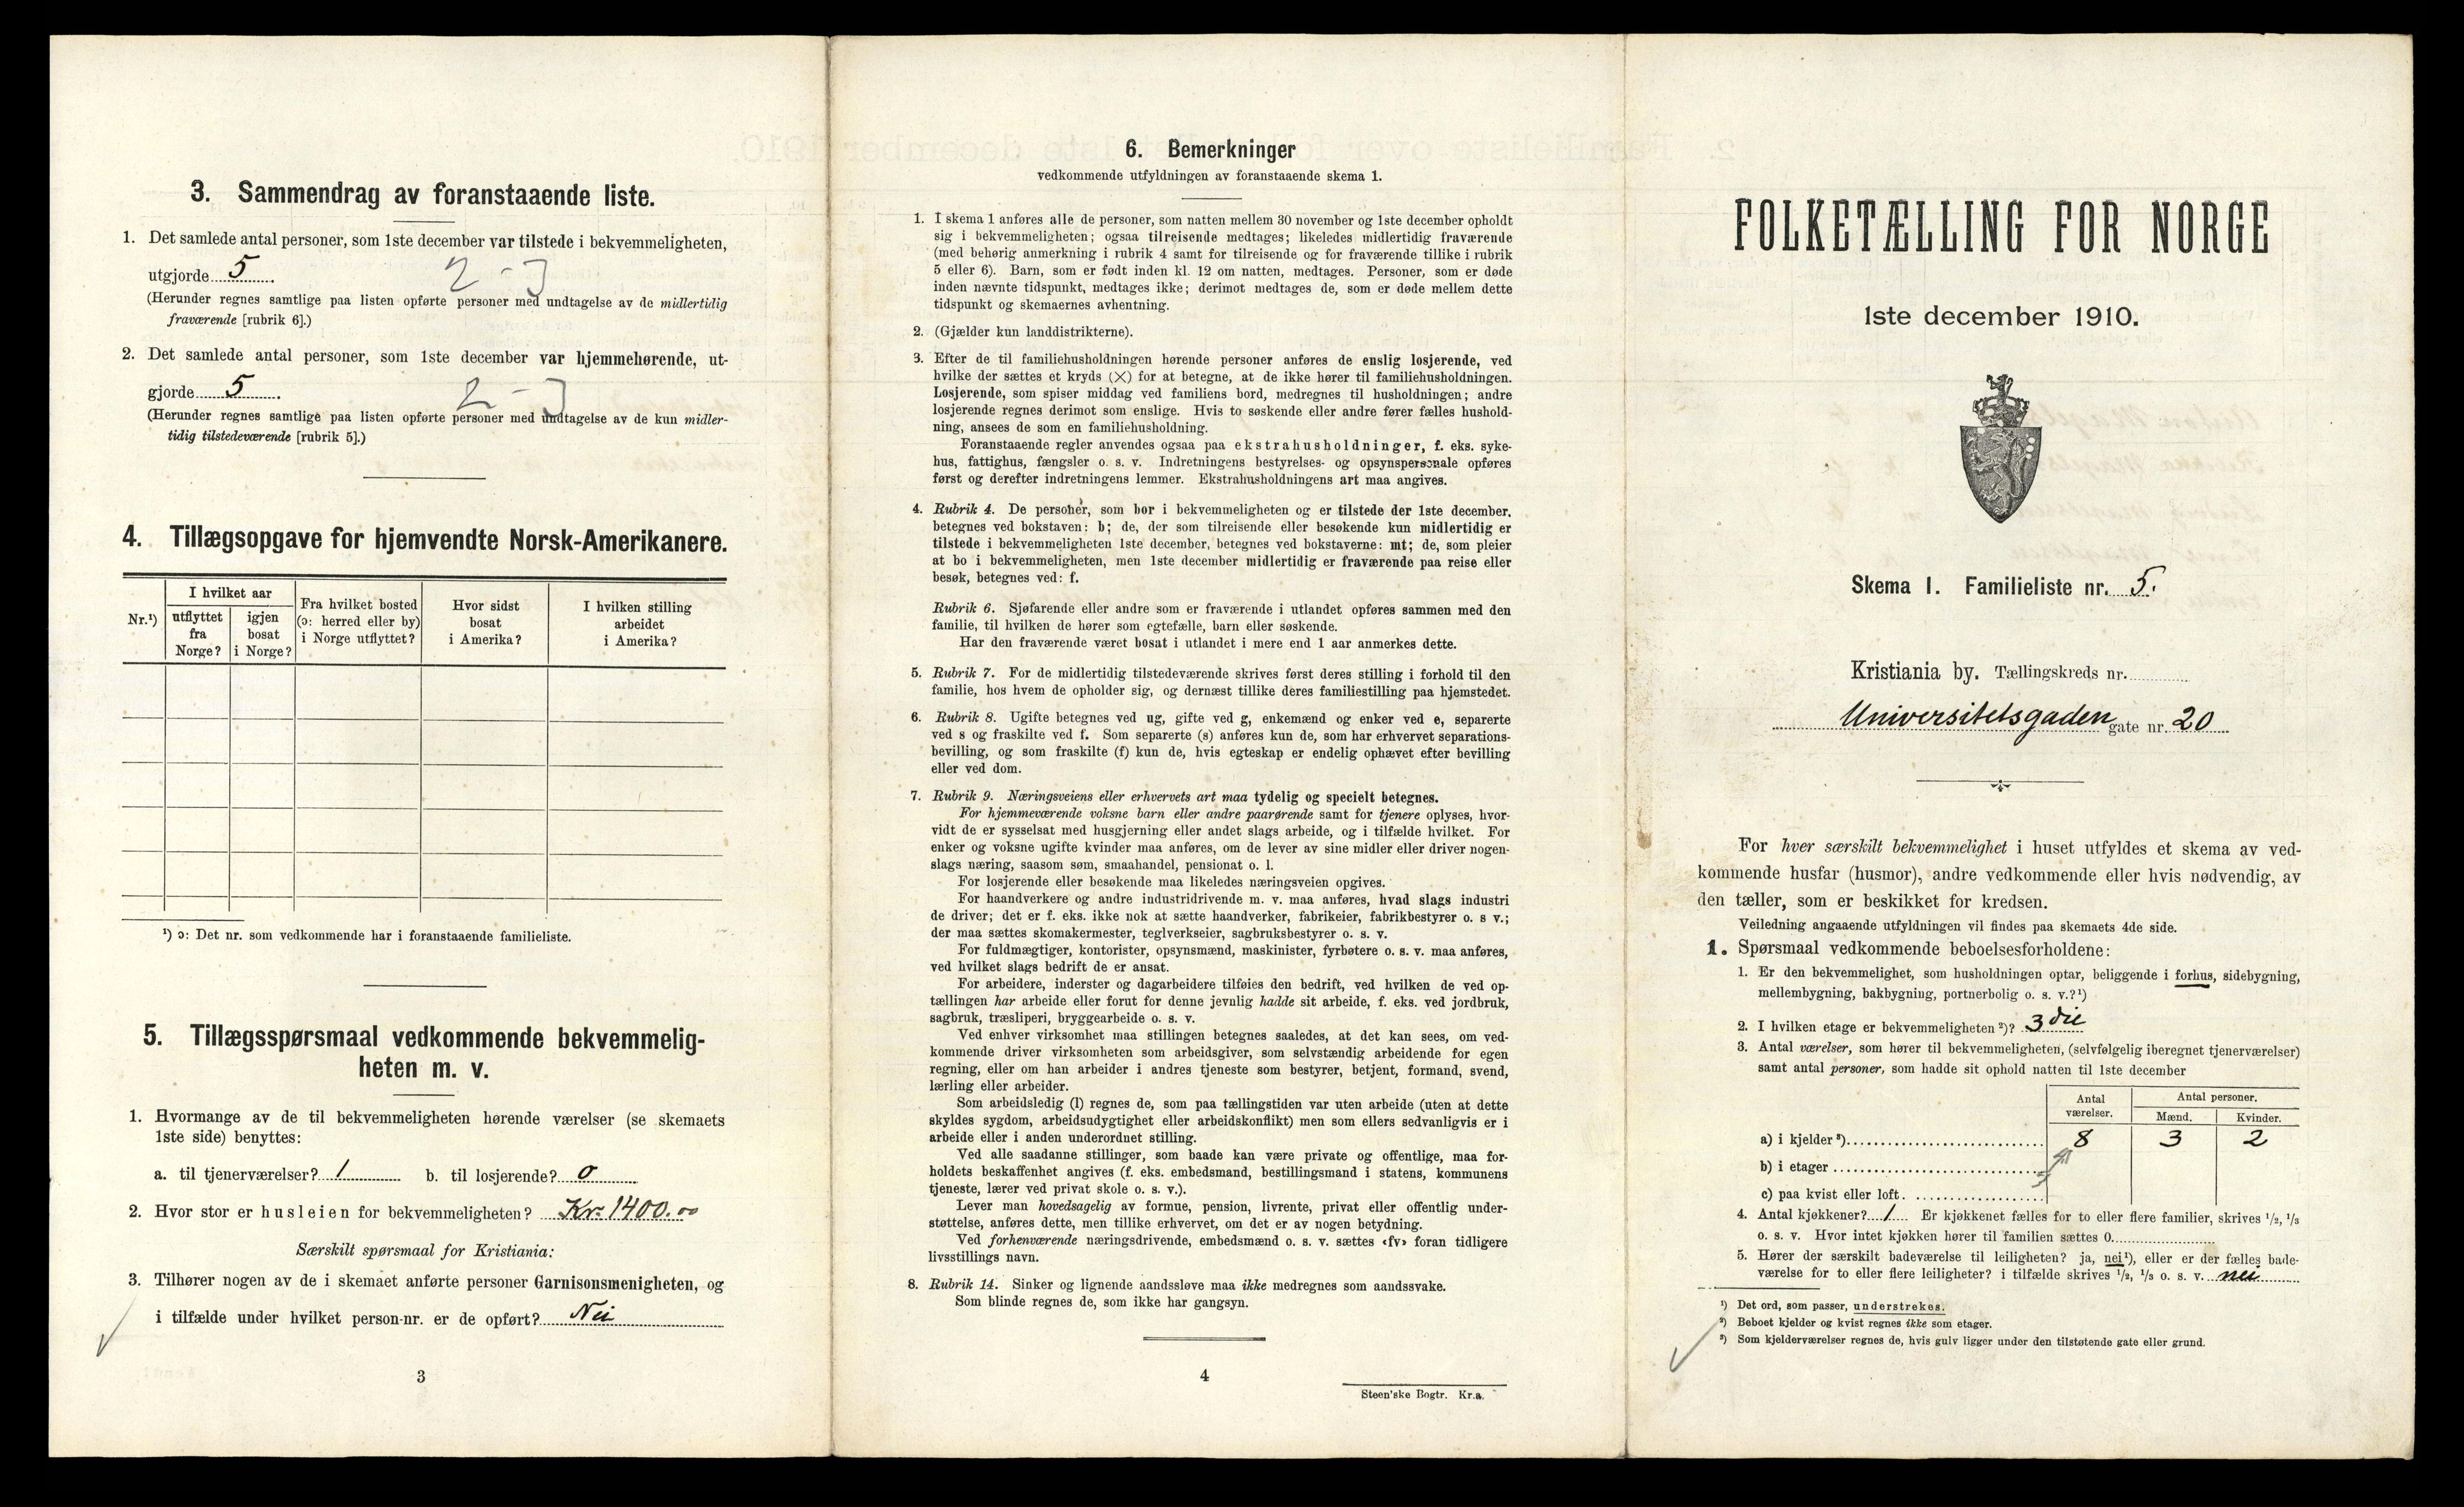 3. Sammendrag av foranstaaende liste.
1. Det samlede antal personer, som 1ste december var tilstede i bekvemmeligheten,
utgjorde 5 2 - 3
(Herunder regnes samtlige paa listen opførte personer med undtagelse av de midlertidig
fraværende [rubrik 6].)
2. Det samlede antal personer, som 1ste december var hjemmehørende, ut-
gjorde 5 2 - 3
(Herunder regnes samtlige paa listen opførte personer med undtagelse av de kun midler-
tidig tilstedeværende [rubrik 5].)
4. Tillægsopgave for hjemvendte Norsk-Amerikanere.
Nr.¹)
I hvilket aar
utflyttet
fra
Norge?
igjen
bosat
i Norge?
Fra hvilket bosted
(ɔ: herred eller by)
i Norge utflyttet?
Hvor sidst
bosat
i Amerika?
I hvilken stilling
arbeidet
i Amerika?
¹) ɔ: Det nr. som vedkommende har i foranstaaende familieliste.
5. Tillægsspørsmaal vedkommende bekvemmelig-
heten m. v.
1. Hvormange av de til bekvemmeligheten hørende værelser (se skemaets
1ste side) benyttes:
a. til tjenerværelser? 1 b. til losjerende? 0
2. Hvor stor er husleien for bekvemmeligheten? Kr. 1400.00
Særskilt spørsmaal for Kristiania:
3. Tilhører nogen av de i skemaet anførte personer Garnisonsmenigheten, og
i tilfælde under hvilket person-nr. er de opført? Nei
3
6. Bemerkninger
vedkommende utfyldningen av foranstaaende skema 1.
1. I skema 1 anføres alle de personer, som natten mellem 30 november og 1ste december opholdt
sig i bekvemmeligheten; ogsaa tilreisende medtages; likeledes midlertidig fraværende
(med behørig anmerkning i rubrik 4 samt for tilreisende og for fraværende tillike i rubrik
5 eller 6). Barn, som er født inden kl. 12 om natten, medtages. Personer, som er døde
inden nævnte tidspunkt, medtages ikke; derimot medtages de, som er døde mellem dette
tidspunkt og skemaernes avhentning.
2. (Gjælder kun landdistrikterne).
3. Efter de til familiehusholdningen hørende personer anføres de enslig losjerende, ved
hvilke der sættes et kryds (×) for at betegne, at de ikke hører til familiehusholdningen.
Losjerende, som spiser middag ved familiens bord, medregnes til husholdningen; andre
losjerende regnes derimot som enslige. Hvis to søskende eller andre fører fælles hushold-
ning, ansees de som en familiehusholdning.
Foranstaaende regler anvendes ogsaa paa ekstrahusholdninger, f. eks. syke-
hus, fattighus, fængsler o. s. v. Indretningens bestyrelses- og opsynspersonale opføres
først og derefter indretningens lemmer. Ekstrahusholdningens art maa angives.
4. Rubrik 4. De personer, som bor i bekvemmeligheten og er tilstede der 1ste december,
betegnes ved bokstaven: b; de, der som tilreisende eller besøkende kun midlertidig er
tilstede i bekvemmeligheten 1ste december, betegnes ved bokstaverne: mt; de, som pleier
at bo i bekvemmeligheten, men 1ste december midlertidig er fraværende paa reise eller
besøk, betegnes ved: f.
Rubrik 6. Sjøfarende eller andre som er fraværende i utlandet opføres sammen med den
familie, til hvilken de hører som egtefælle, barn eller søskende.
Har den fraværende været bosat i utlandet i mere end 1 aar anmerkes dette.
5. Rubrik 7. For de midlertidig tilstedeværende skrives først deres stilling i forhold til den
familie, hos hvem de opholder sig, og dernæst tillike deres familiestilling paa hjemstedet.
6. Rubrik 8. Ugifte betegnes ved ug, gifte ved g, enkemænd og enker ved e, separerte
ved s og fraskilte ved f. Som separerte (s) anføres kun de, som har erhvervet separations-
bevilling, og som fraskilte (f) kun de, hvis egteskap er endelig ophævet efter bevilling
eller ved dom.
7. Rubrik 9. Næringsveiens eller erhvervets art maa tydelig og specielt betegnes.
For hjemmeværende voksne barn eller andre paarørende samt for tjenere oplyses, hvor-
vidt de er sysselsat med husgjerning eller andet slags arbeide, og i tilfælde hvilket. For
enker og voksne ugifte kvinder maa anføres, om de lever av sine midler eller driver nogen-
slags næring, saasom søm, smaahandel, pensionat o. l.
For losjerende eller besøkende maa likeledes næringsveien opgives.
For haandverkere og andre industridrivende m. v. maa anføres, hvad slags industri
de driver; det er f. eks. ikke nok at sætte haandverker, fabrikeier, fabrikbestyrer o. s v.;
der maa sættes skomakermester, teglverkseier, sagbruksbestyrer o. s. v.
For fuldmægtiger, kontorister, opsynsmænd, maskinister, fyrbøtere o. s. v. maa anføres,
ved hvilket slags bedrift de er ansat.
For arbeidere, inderster og dagarbeidere tilføies den bedrift, ved hvilken de ved op-
tællingen har arbeide eller forut for denne jevnlig hadde sit arbeide, f. eks. ved jordbruk,
sagbruk, træsliperi, bryggearbeide o. s. v.
Ved enhver virksomhet maa stillingen betegnes saaledes, at det kan sees, om ved-
kommende driver virksomheten som arbeidsgiver, som selvstændig arbeidende for egen
regning, eller om han arbeider i andres tjeneste som bestyrer, betjent, formand, svend,
lærling eller arbeider.
Som arbeidsledig (l) regnes de, som paa tællingstiden var uten arbeide (uten at dette
skyldes sygdom, arbeidsudygtighet eller arbeidskonflikt) men som ellers sedvanligvis er i
arbeide eller i anden underordnet stilling.
Ved alle saadanne stillinger, som baade kan være private og offentlige, maa for-
holdets beskaffenhet angives (f. eks. embedsmand, bestillingsmand i statens, kommunens
tjeneste, lærer ved privat skole o. s. v.).
Lever man hovedsagelig av formue, pension, livrente, privat eller offentlig under-
støttelse, anføres dette, men tillike erhvervet, om det er av nogen betydning.
Ved forhenværende næringsdrivende, embedsmænd o. s. v. sættes «fv» foran tidligere
livsstillings navn.
8. Rubrik 14. Sinker og lignende aandssløve maa ikke medregnes som aandssvake.
Som blinde regnes de, som ikke har gangsyn.
4
Steen'ske Bogtr. Kr.a.
FOLKETÆLLING FOR NORGE
1ste december 1910.
Skema 1. Familieliste nr. 5.
Kristiania by. Tællingskreds nr.
Universitetsgaden gate nr. 20
For hver særskilt bekvemmelighet i huset utfyldes et skema av ved-
kommende husfar (husmor), andre vedkommende eller hvis nødvendig, av
den tæller, som er beskikket for kredsen.
Veiledning angaaende utfyldningen vil findes paa skemaets 4de side.
1. Spørsmaal vedkommende beboelsesforholdene:
1. Er den bekvemmelighet, som husholdningen optar, beliggende i forhus, sidebygning,
mellembygning, bakbygning, portnerbolig o. s. v.?¹)
2. I hvilken etage er bekvemmeligheten²)? 3die
3. Antal værelser, som hører til bekvemmeligheten, (selvfølgelig iberegnet tjenerværelser)
samt antal personer, som hadde sit ophold natten til 1ste december
Antal
værelser.
Antal personer.
Mænd. Kvinder.
a) i kjelder³) 8 3 2
b) i etager
c) paa kvist eller loft.
4. Antal kjøkkener? 1 Er kjøkkenet fælles for to eller flere familier, skrives 1/2, 1/3
o. s. v. Hvor intet kjøkken hører til familien sættes 0.
5. Hører der særskilt badeværelse til leiligheten? ja, nei¹), eller er der fælles bade-
værelse for to eller flere leiligheter? i tilfælde skrives 1/2, 1/3 o. s. v. nei
¹) Det ord, som passer, understrekes.
²) Beboet kjelder og kvist regnes ikke som etager.
³) Som kjelderværelser regnes de, hvis gulv ligger under den tilstøtende gate eller grund.